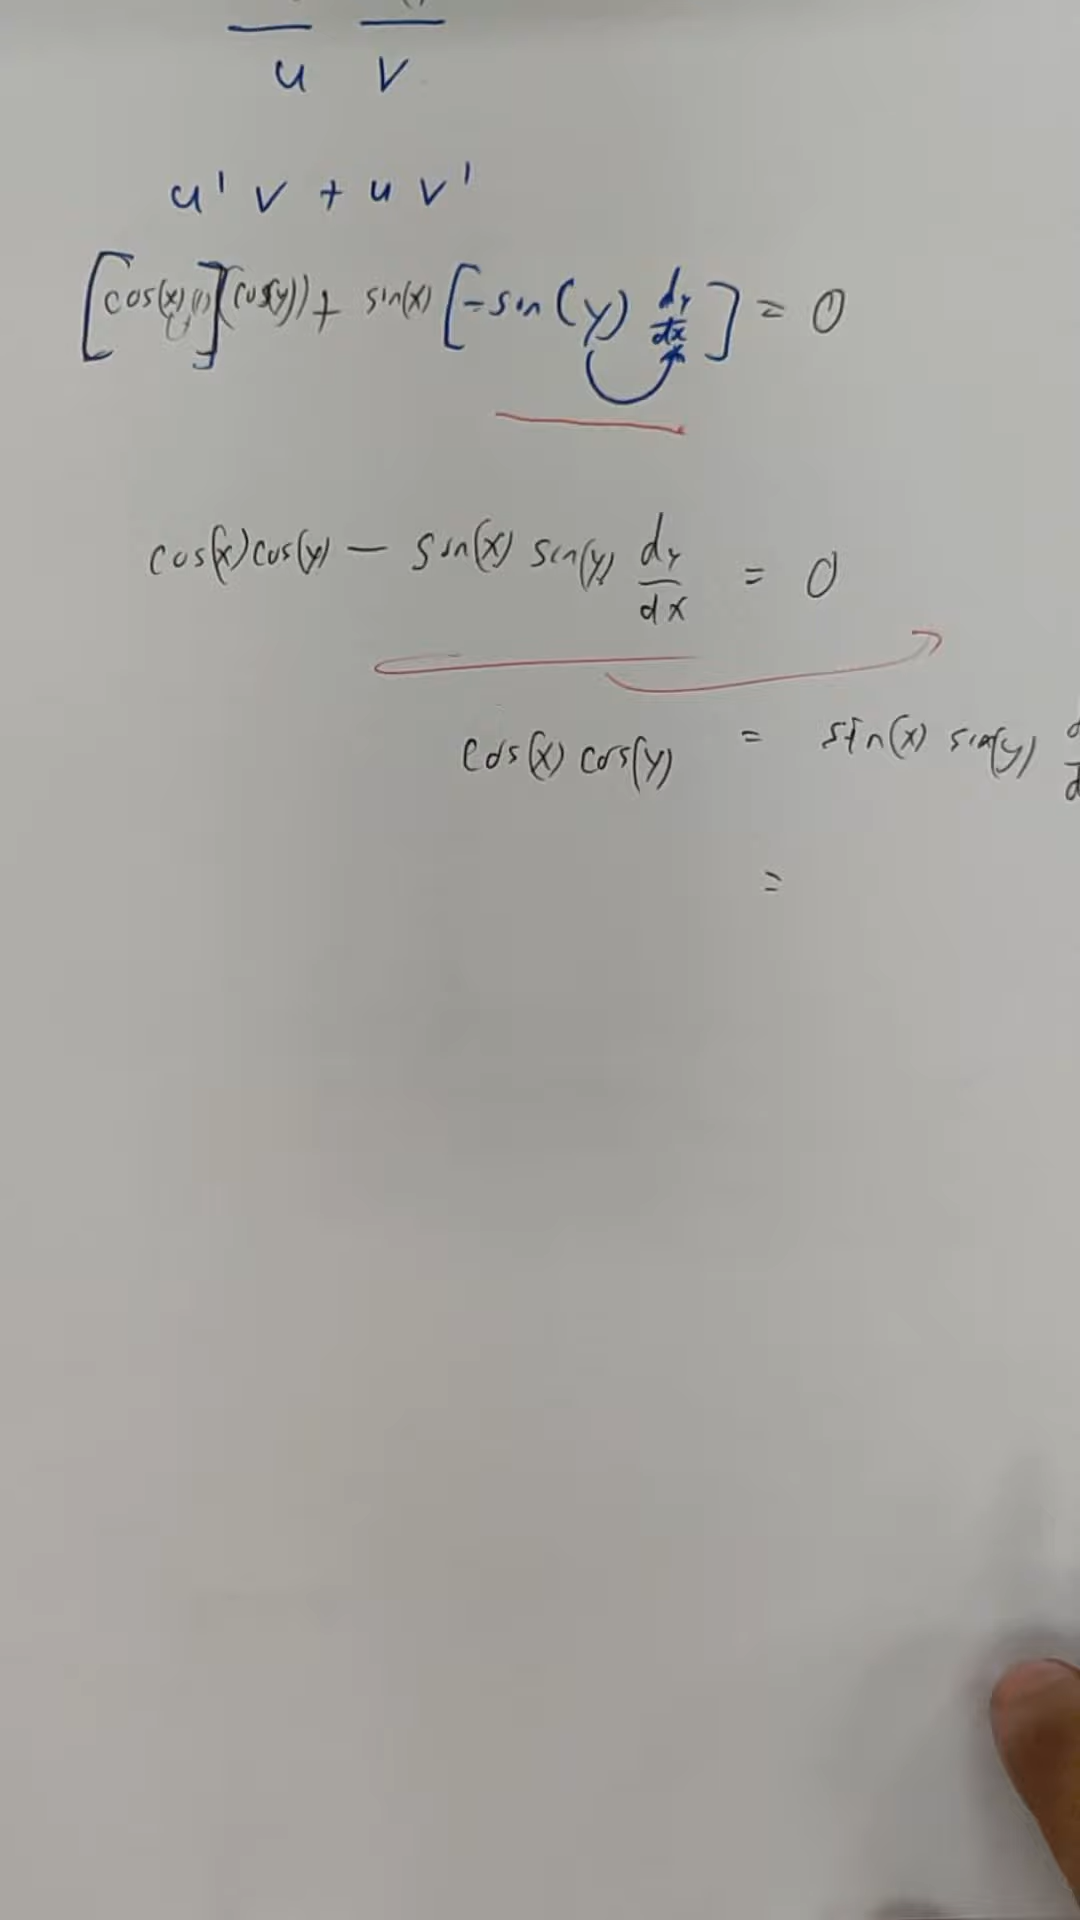 u v
u' v + u v'
[cos(x)(1)](cos(y)) + sin(x) [-sin(y) dy/dx] = 0
cos(x)cos(y) — sin(x) sin(y) dy/dx = 0
cos(x) cos(y) = sin(x) sin(y)
=